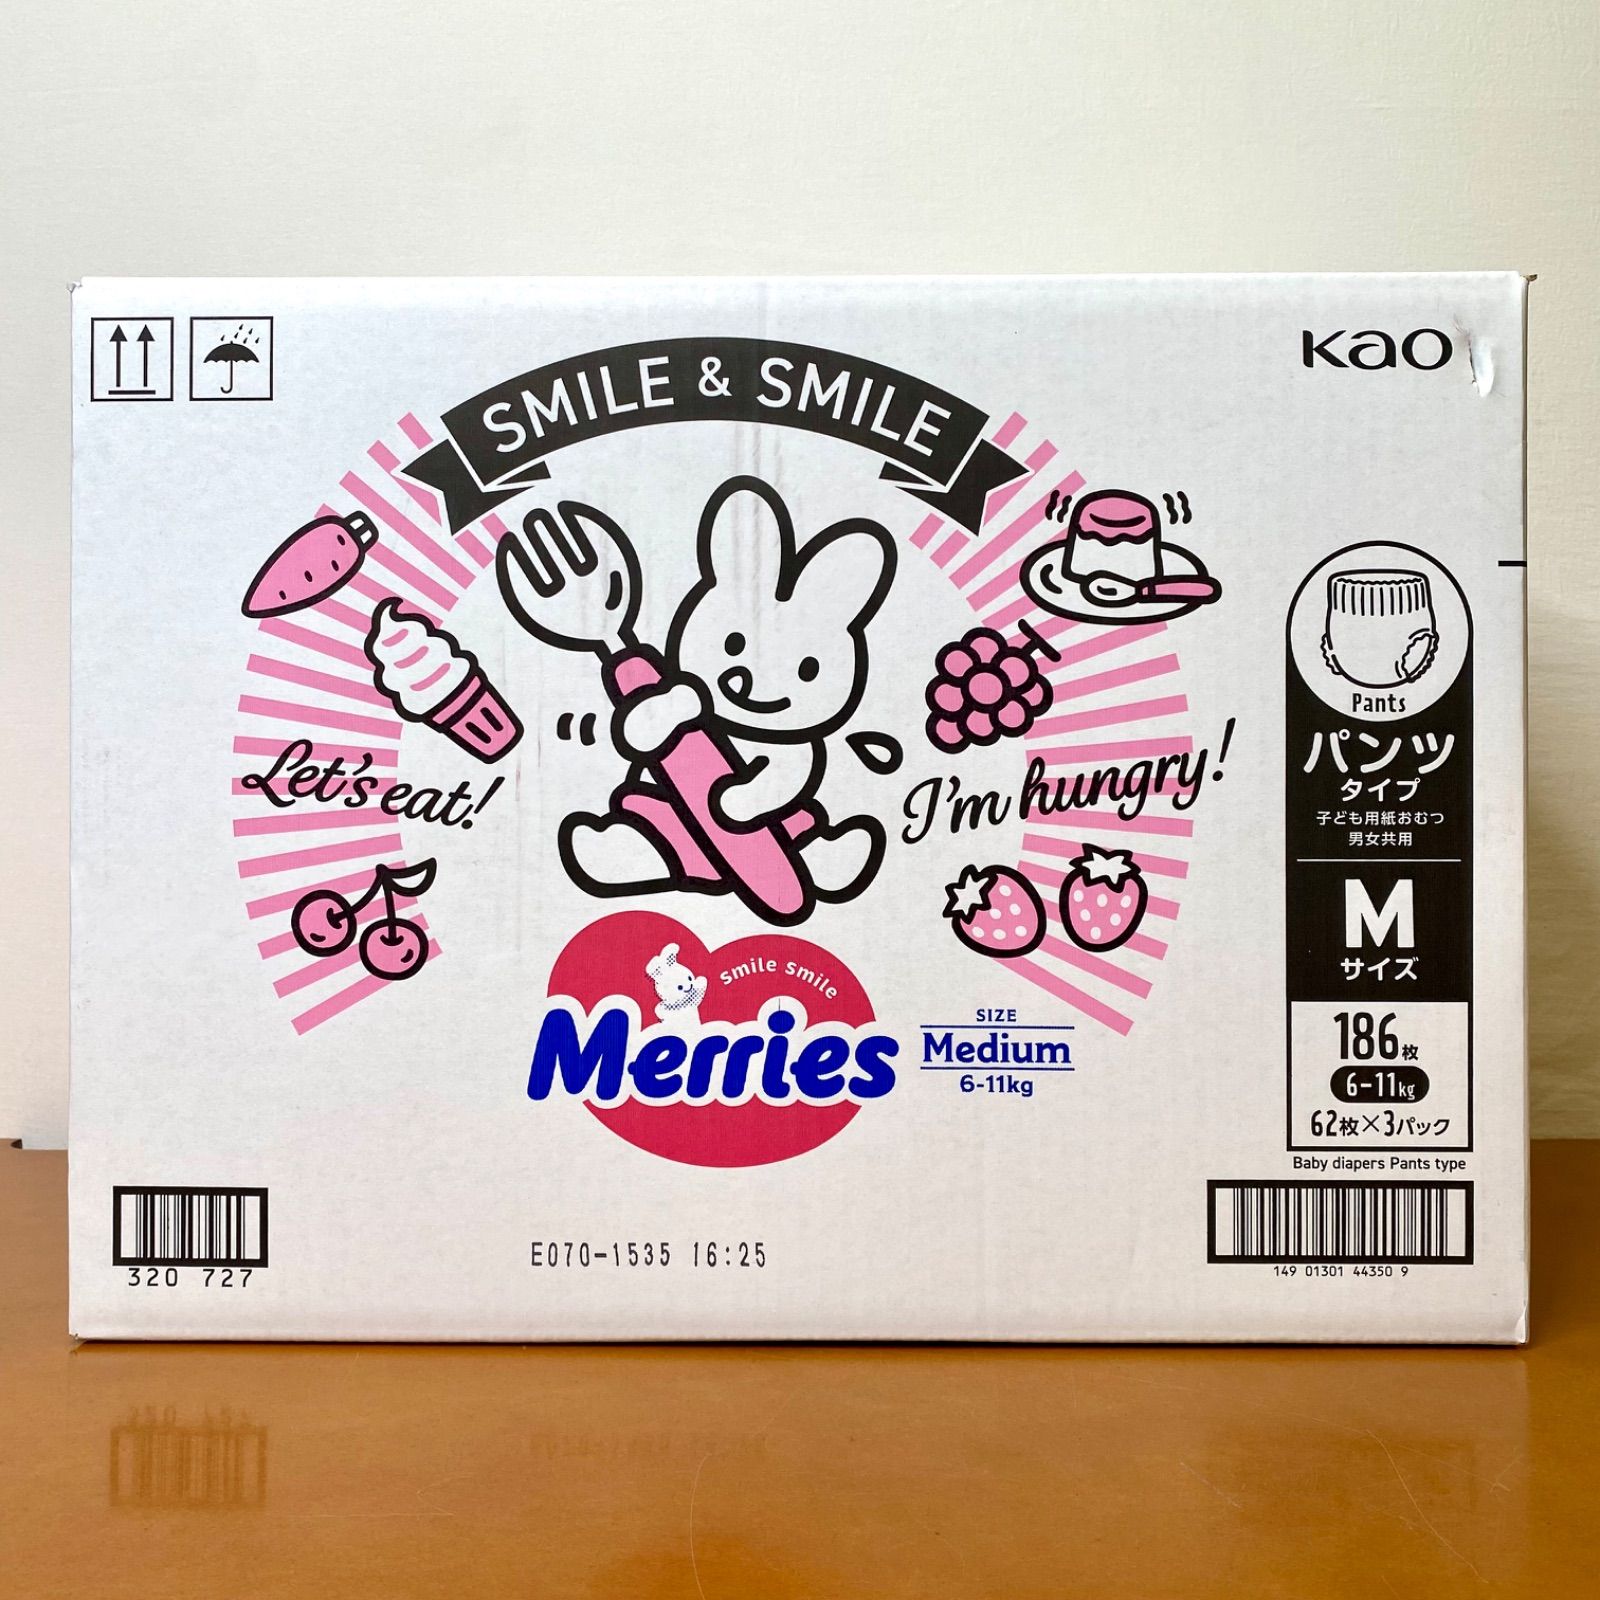 Kao
SMILE & SMILE
Let's eat!
I'm hungry!
smile smile
Merries
SIZE
Medium
6-11kg
Pants
パンツ
タイプ
子ども用紙おむつ
男女共用
M
サイズ
186枚
6-11kg
62枚×3パック
Baby diapers Pants type
320 727
E070-1535 16:25
149 01301 44350 9